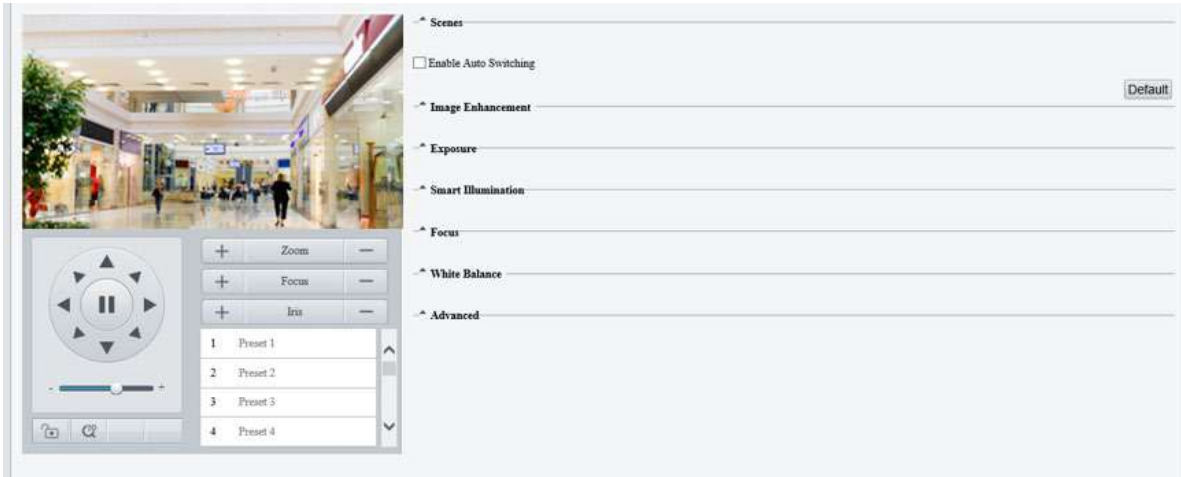 Scenes
Enable Auto Switching
Default
Image Enhancement
Exposure
Smart Illumination
Focus
White Balance
Advanced
+ Zoom −
+ Focus −
+ Iris −
1 Preset 1
2 Preset 2
3 Preset 3
4 Preset 4
- +